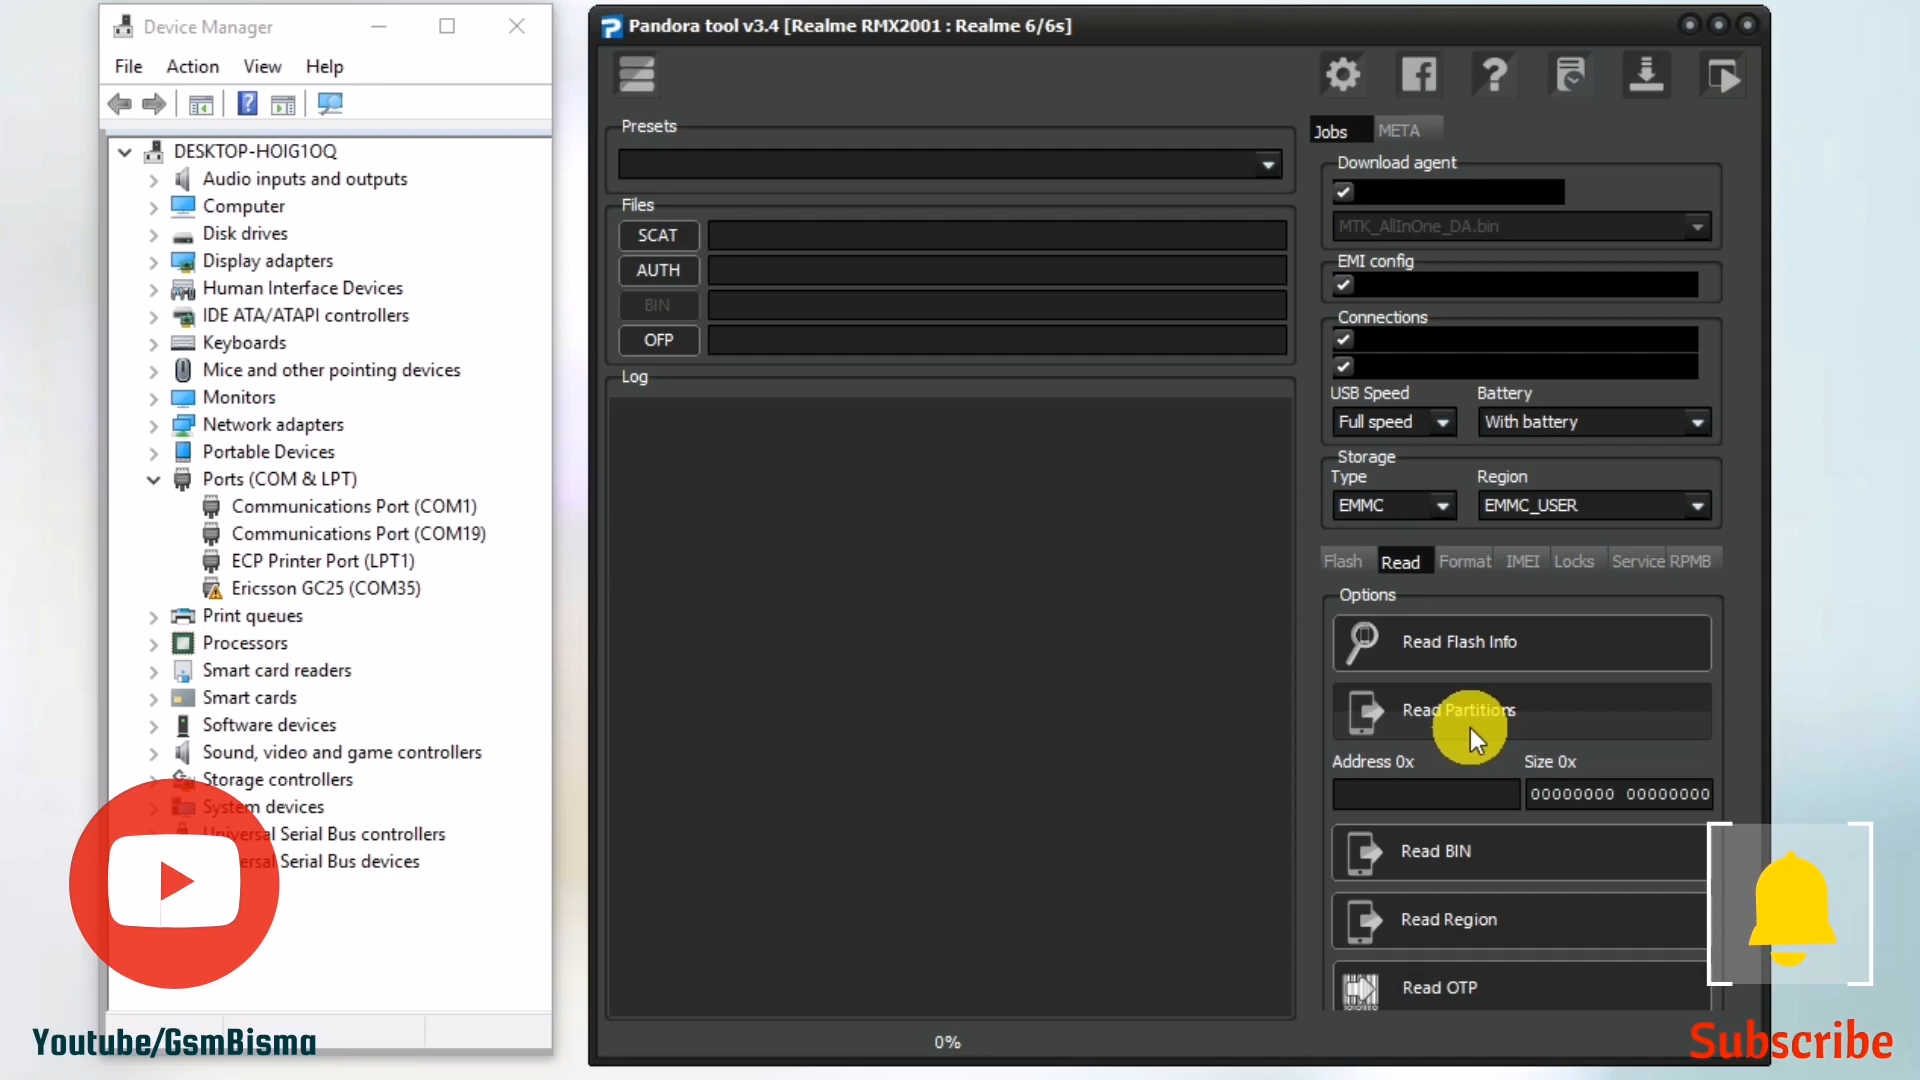 Device Manager
File Action View Help
DESKTOP-HOIG1OQ
Audio inputs and outputs
Computer
Disk drives
Display adapters
Human Interface Devices
IDE ATA/ATAPI controllers
Keyboards
Mice and other pointing devices
Monitors
Network adapters
Portable Devices
Ports (COM & LPT)
Communications Port (COM1)
Communications Port (COM19)
ECP Printer Port (LPT1)
Ericsson GC25 (COM35)
Print queues
Processors
Smart card readers
Smart cards
Software devices
Sound, video and game controllers
Storage controllers
System devices
Universal Serial Bus controllers
Serial Bus devices
Youtube/GsmBisma
Pandora tool v3.4 [Realme RMX2001 : Realme 6/6s]
Presets
Files
SCAT
AUTH
BIN
OFP
Log
0%
Jobs META
Download agent
MTK_AllInOne_DA.bin
EMI config
Connections
USB Speed Battery
Full speed With battery
Storage
Type Region
EMMC EMMC_USER
Flash Read Format IMEI Locks Service RPMB
Options
Read Flash Info
Read Partitions
Address 0x Size 0x
00000000 00000000
Read BIN
Read Region
Read OTP
Subscribe